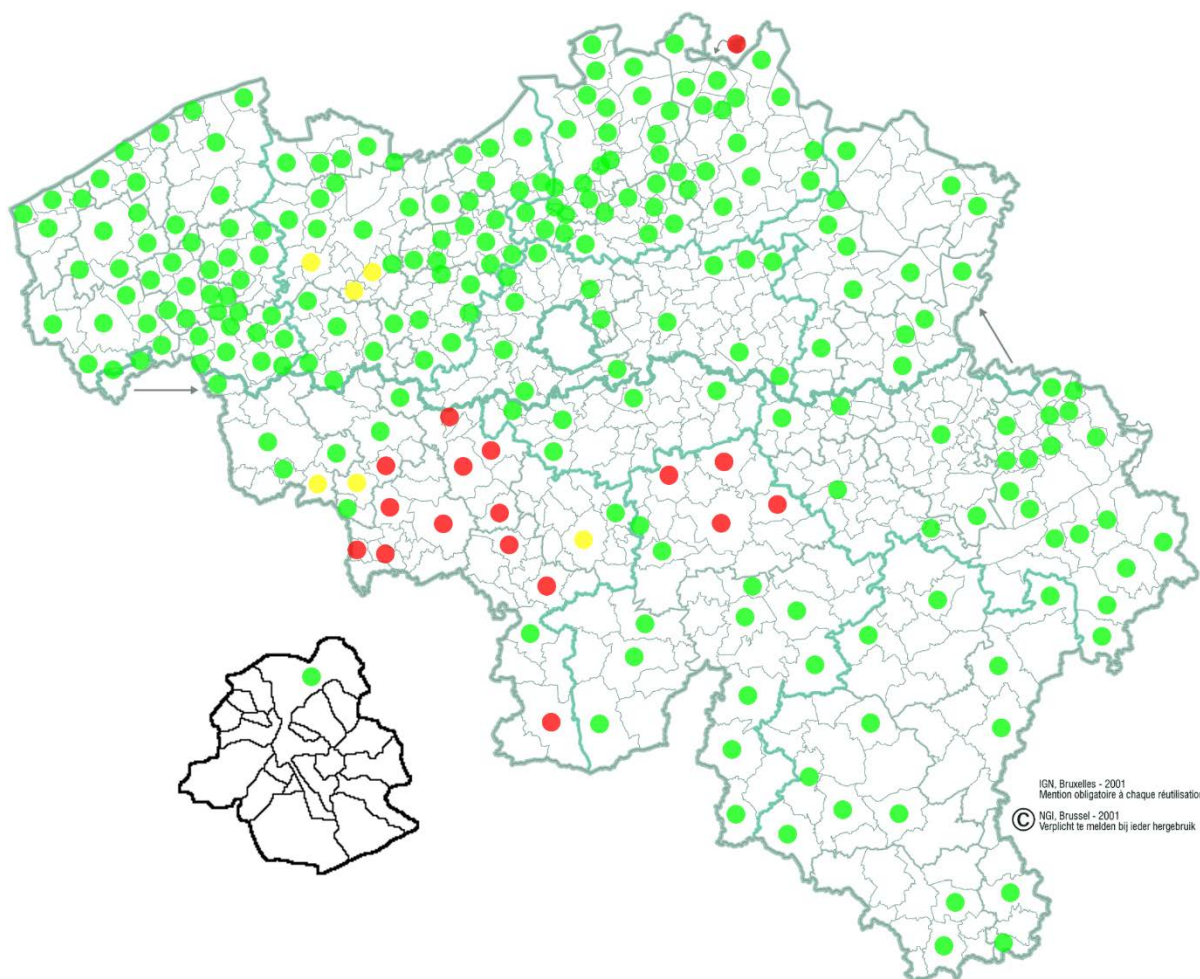 IGN, Bruxelles - 2001
Mention obligatoire à chaque réutilisation
© NGI, Brussel - 2001
Verplicht te melden bij ieder hergebruik